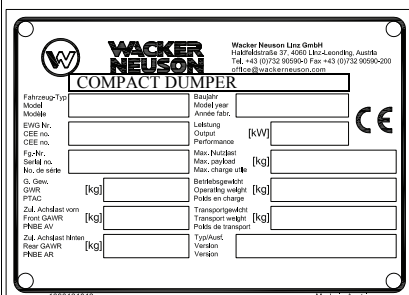 WACKER
NEUSON
Wacker Neuson Linz GmbH
Haidfeldstraße 37, 4060 Linz-Leonding, Austria
Tel. +43 (0)732 90590-0 Fax +43 (0)732 90590-200
office@wackerneuson.com
COMPACT DUMPER
Fahrzeug-Typ
Model
Modèle
Baujahr
Model year
Année fabr.
EWG Nr.
CEE no.
CEE no.
Leistung
Output [kW]
Performance
CE
Fg.-Nr.
Serial no.
No. de série
Max. Nutzlast
Max. payload [kg]
Max. charge utile
G. Gew.
GWR [kg]
PTAC
Betriebsgewicht
Operating weight [kg]
Poids en charge
Zul. Achslast vorn
Front GAWR [kg]
PNBE AV
Transportgewicht
Transport weight [kg]
Poids de transport
Zul. Achslast hinten
Rear GAWR [kg]
PNBE AR
Typ/Ausf.
Version
Version